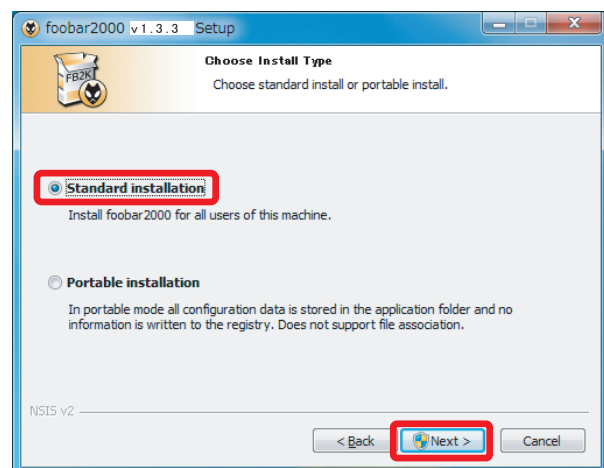 foobar2000 v1.3.3 Setup
FB2K
Choose Install Type
Choose standard install or portable install.
Standard installation
Install foobar2000 for all users of this machine.
Portable installation
In portable mode all configuration data is stored in the application folder and no
information is written to the registry. Does not support file association.
NSIS v2
< Back
Next >
Cancel